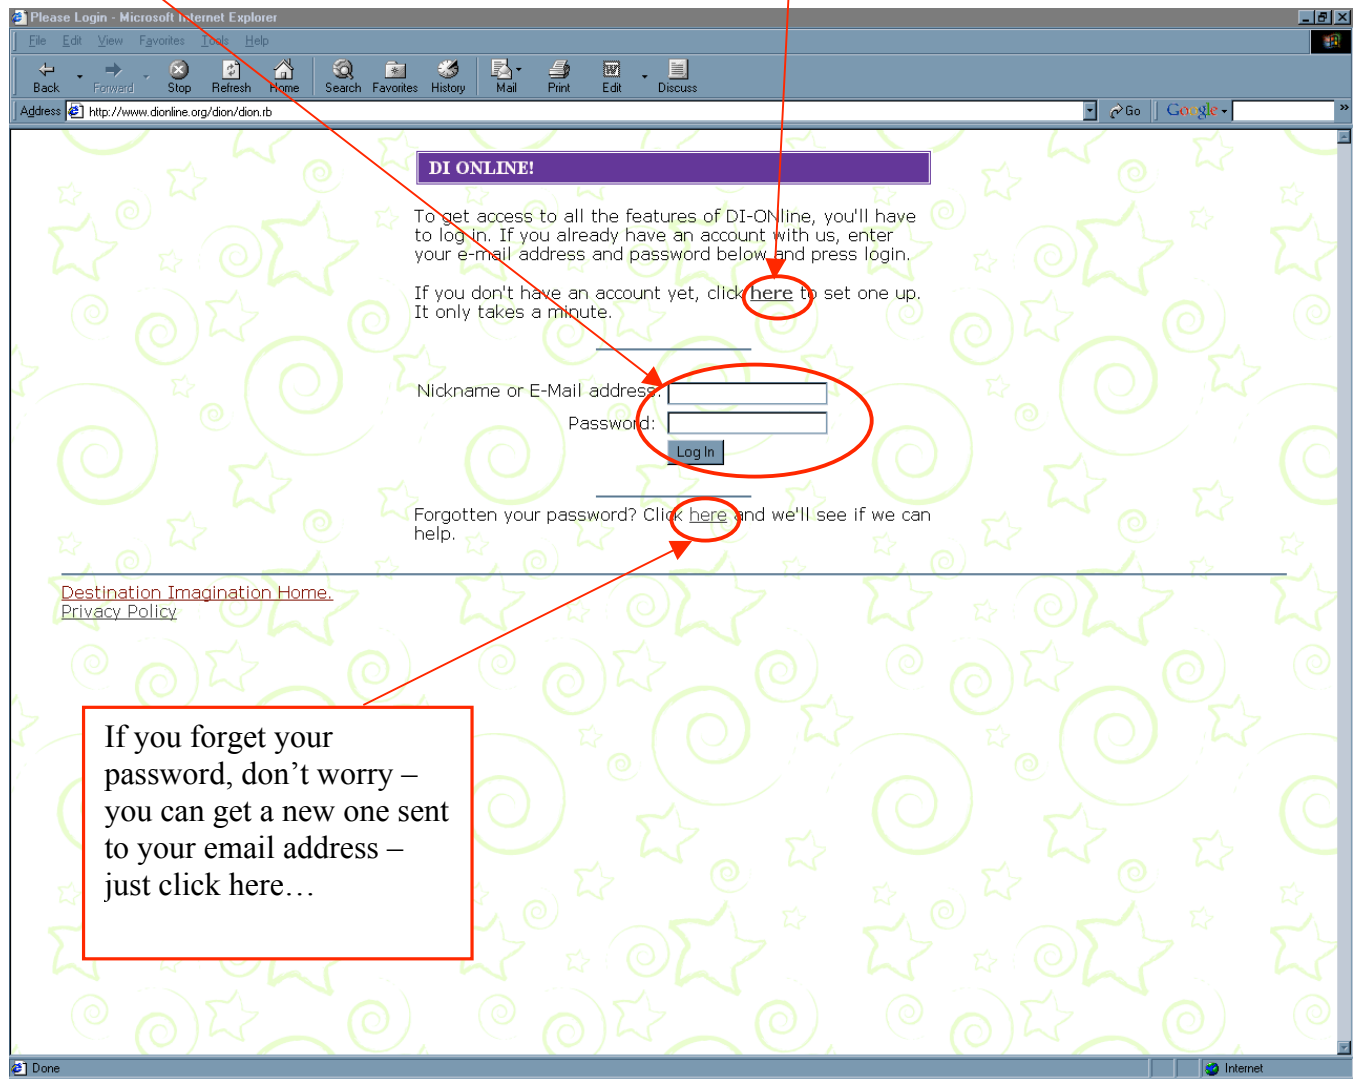 Please Login - Microsoft Internet Explorer
File Edit View Favorites Tools Help
Back Forward Stop Refresh Home Search Favorites History Mail Print Edit Discuss
Address http://www.dionline.org/dion/dion.rb Go Google »
DI ONLINE!
To get access to all the features of DI-ONline, you'll have
to log in. If you already have an account with us, enter
your e-mail address and password below and press login.
If you don't have an account yet, click here to set one up.
It only takes a minute.
Nickname or E-Mail address:
Password:
Log In
Forgotten your password? Click here and we'll see if we can
help.
Destination Imagination Home.
Privacy Policy
If you forget your
password, don’t worry –
you can get a new one sent
to your email address –
just click here…
Done Internet